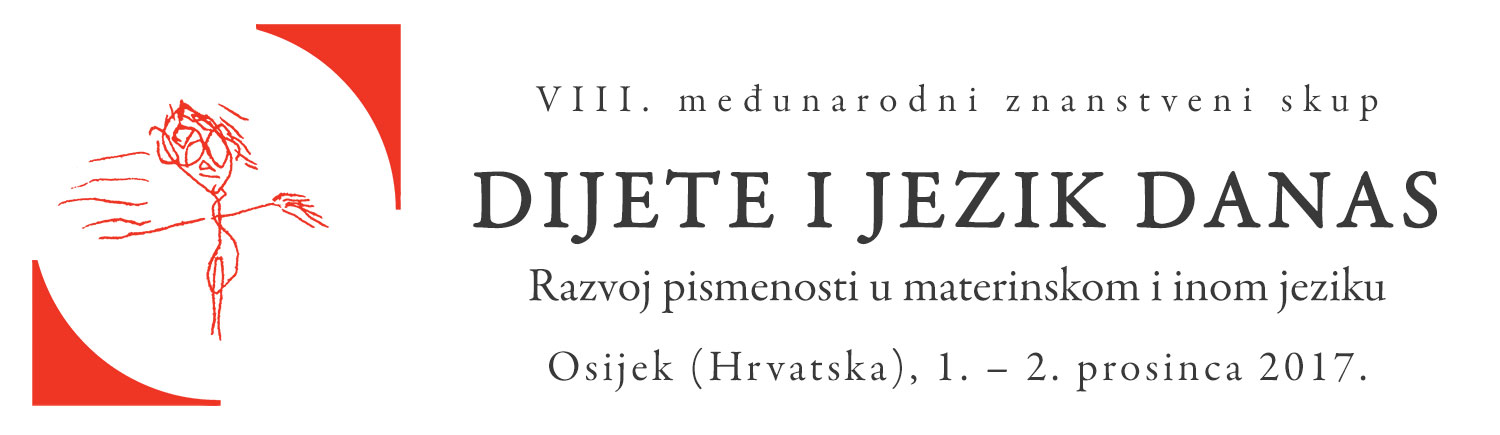 VIII. međunarodni znanstveni skup
DIJETE I JEZIK DANAS
Razvoj pismenosti u materinskom i inom jeziku
Osijek (Hrvatska), 1. – 2. prosinca 2017.